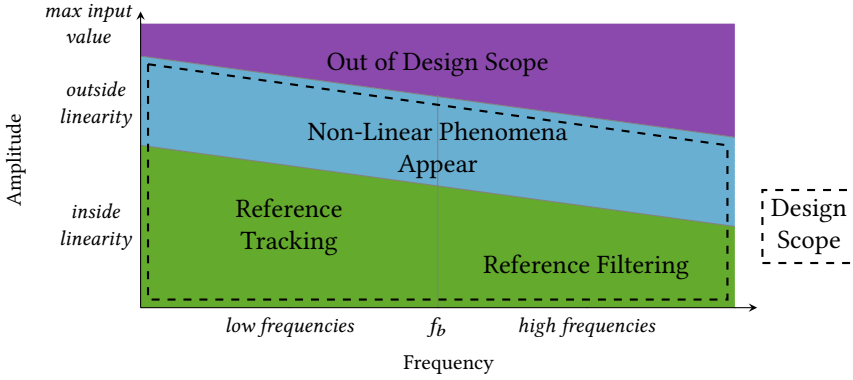 max input
value
Out of Design Scope
outside
linearity
Non-Linear Phenomena
Appear
Amplitude
inside
linearity
Reference
Tracking
Reference Filtering
Design
Scope
low frequencies
f_b
high frequencies
Frequency